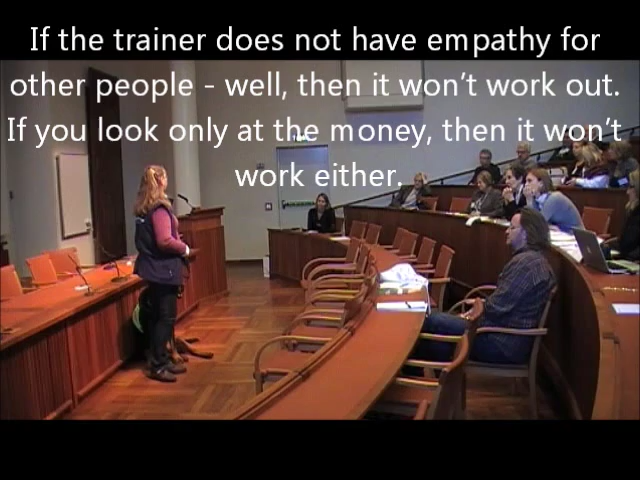 If the trainer does not have empathy for
other people - well, then it won't work out.
If you look only at the money, then it won't
work either.